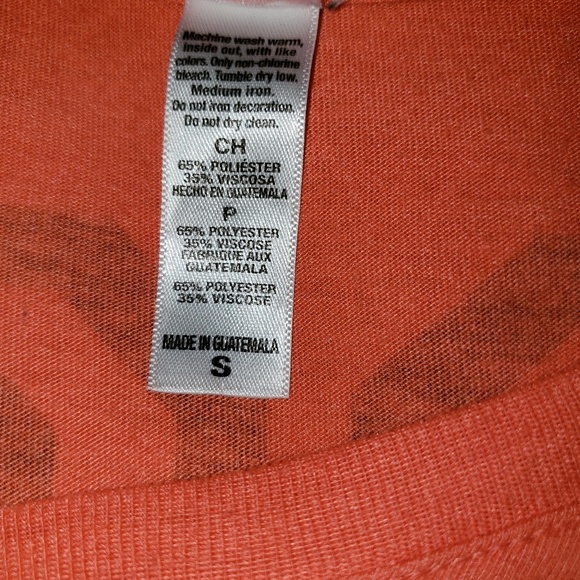 Machine wash warm,
inside out, with like
colors. Only non-chlorine
bleach. Tumble dry low.
Medium iron.
Do not iron decoration.
Do not dry clean.
CH
65% POLIÉSTER
35% VISCOSA
HECHO EN GUATEMALA
P
65% POLYESTER
35% VISCOSE
FABRIQUE AUX
GUATEMALA
65% POLYESTER
35% VISCOSE
MADE IN GUATEMALA
S